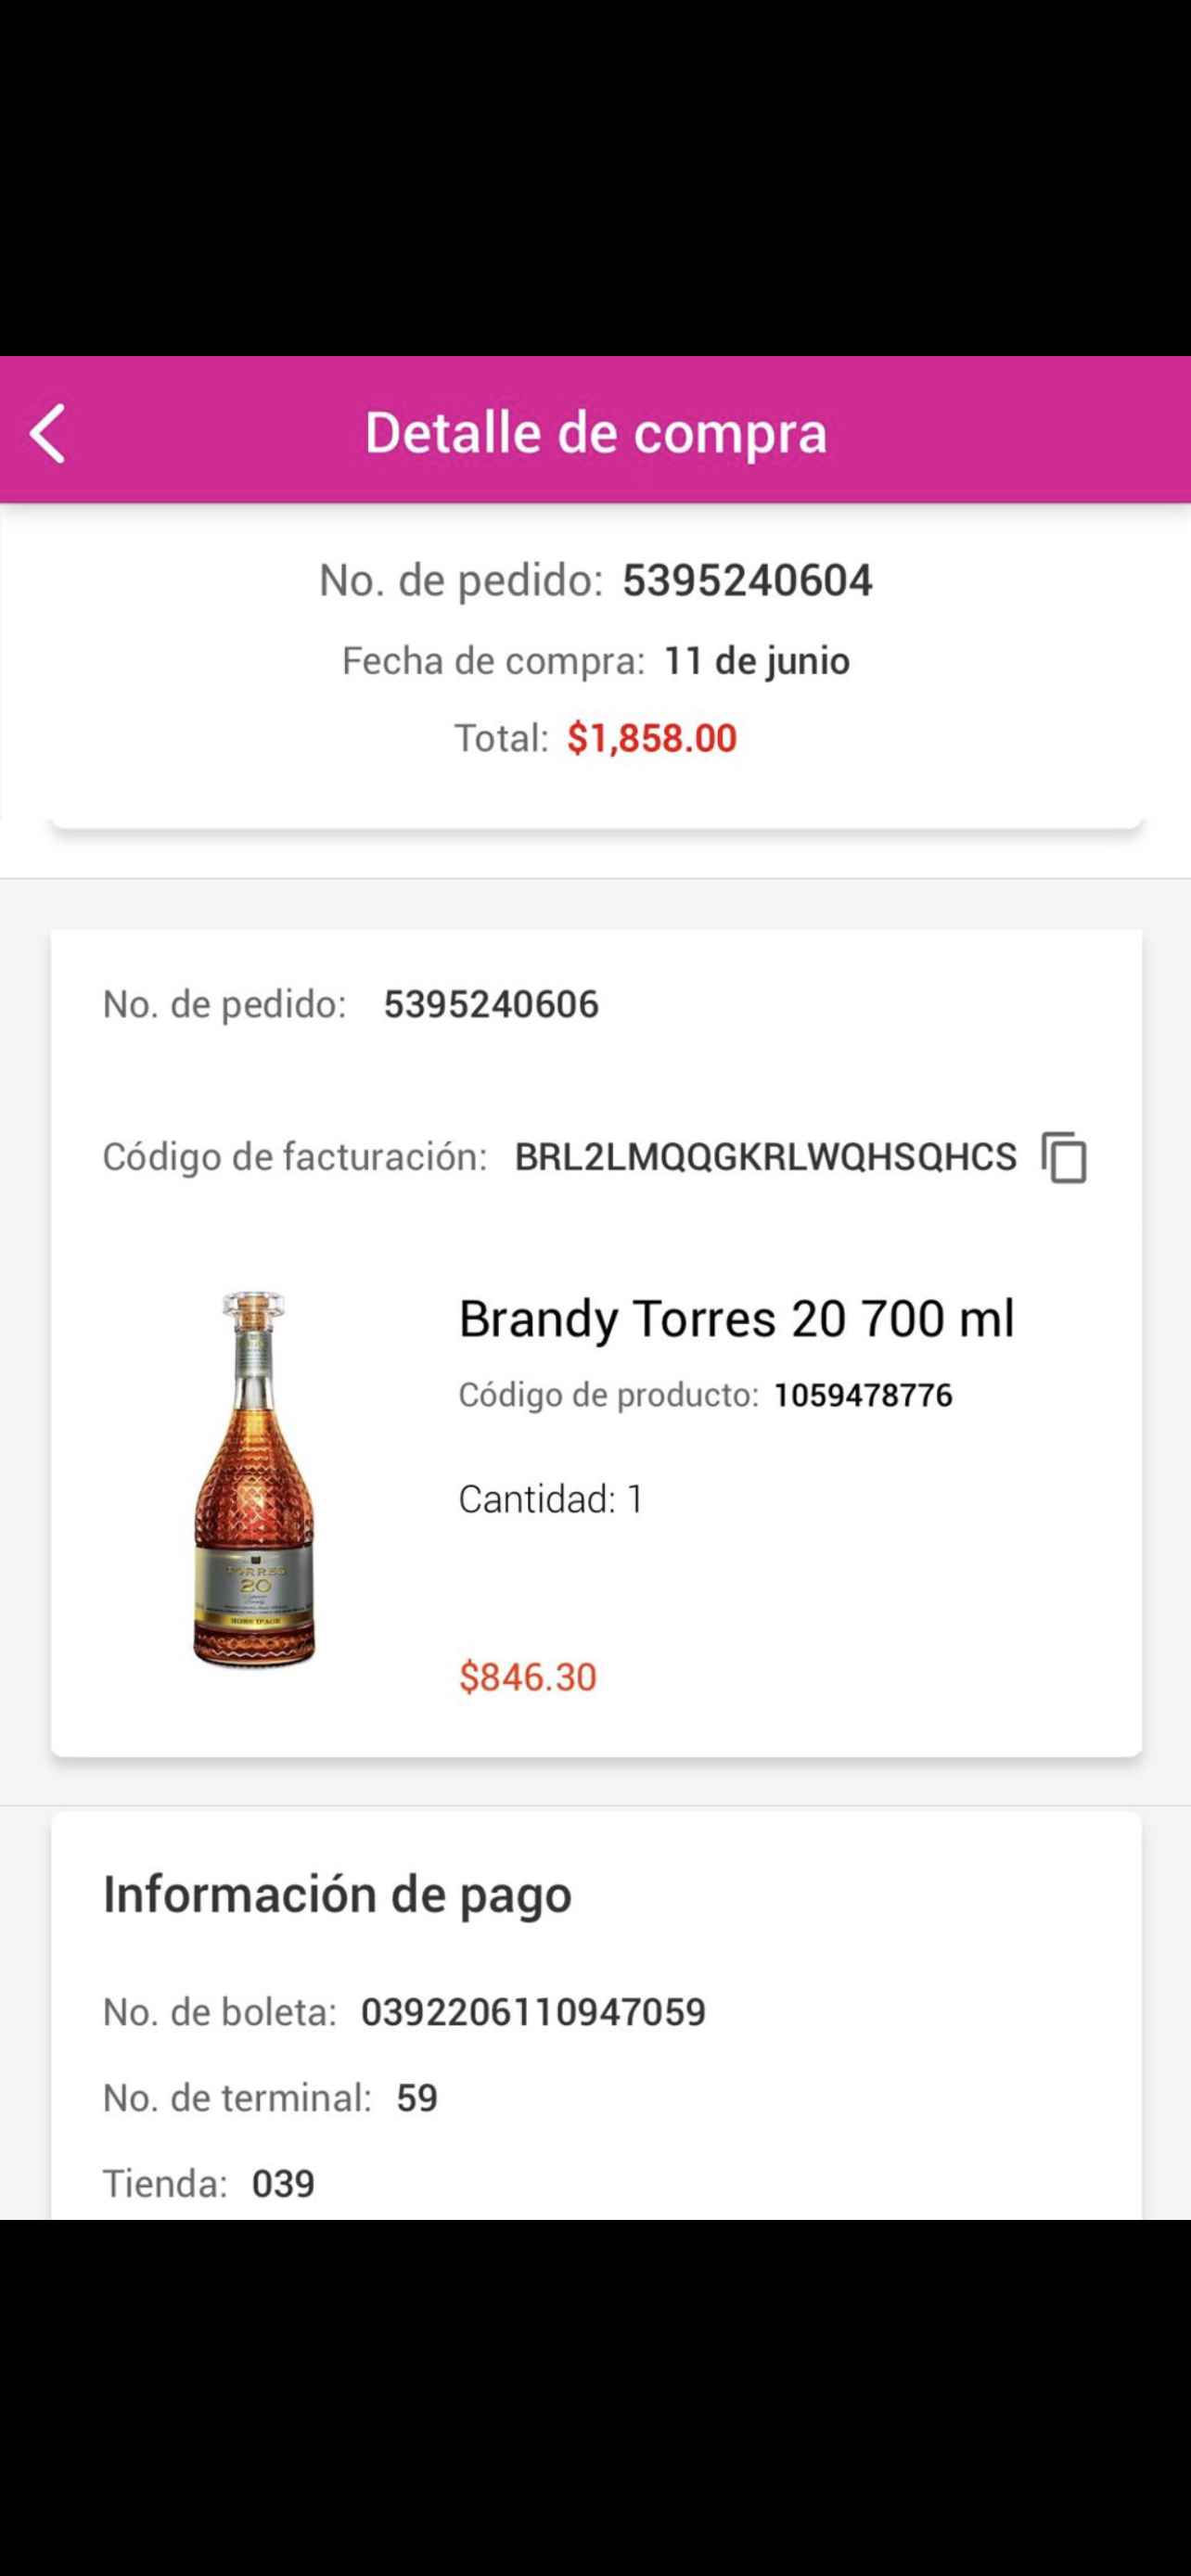 Detalle de compra
No. de pedido: 5395240604
Fecha de compra: 11 de junio
Total: $1,858.00
No. de pedido: 5395240606
Código de facturación: BRL2LMQQGKRLWQHSQHCS
Brandy Torres 20 700 ml
Código de producto: 1059478776
Cantidad: 1
TORRES
20
$846.30
Información de pago
No. de boleta: 0392206110947059
No. de terminal: 59
Tienda: 039